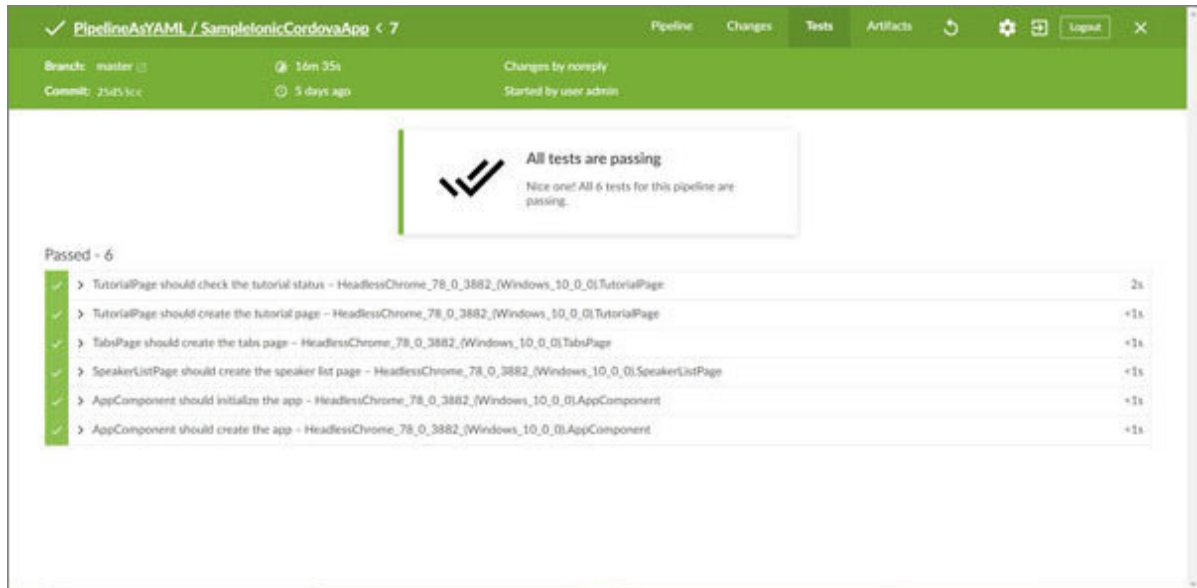 PipelineAsYAML / SampleIonicCordovaApp < 7 Pipeline Changes Tests Artifacts Logout
Branch: master 16m 35s Changes by noreply
Commit: 5 days ago Started by user admin
All tests are passing
Nice one! All 6 tests for this pipeline are
passing.
Passed - 6
TutorialPage should check the tutorial status – HeadlessChrome_78_0_3882_(Windows_10_0_0).TutorialPage 2s
TutorialPage should create the tutorial page – HeadlessChrome_78_0_3882_(Windows_10_0_0).TutorialPage <1s
TabsPage should create the tabs page – HeadlessChrome_78_0_3882_(Windows_10_0_0).TabsPage <1s
SpeakerListPage should create the speaker list page – HeadlessChrome_78_0_3882_(Windows_10_0_0).SpeakerListPage <1s
AppComponent should initialize the app – HeadlessChrome_78_0_3882_(Windows_10_0_0).AppComponent <1s
AppComponent should create the app – HeadlessChrome_78_0_3882_(Windows_10_0_0).AppComponent <1s